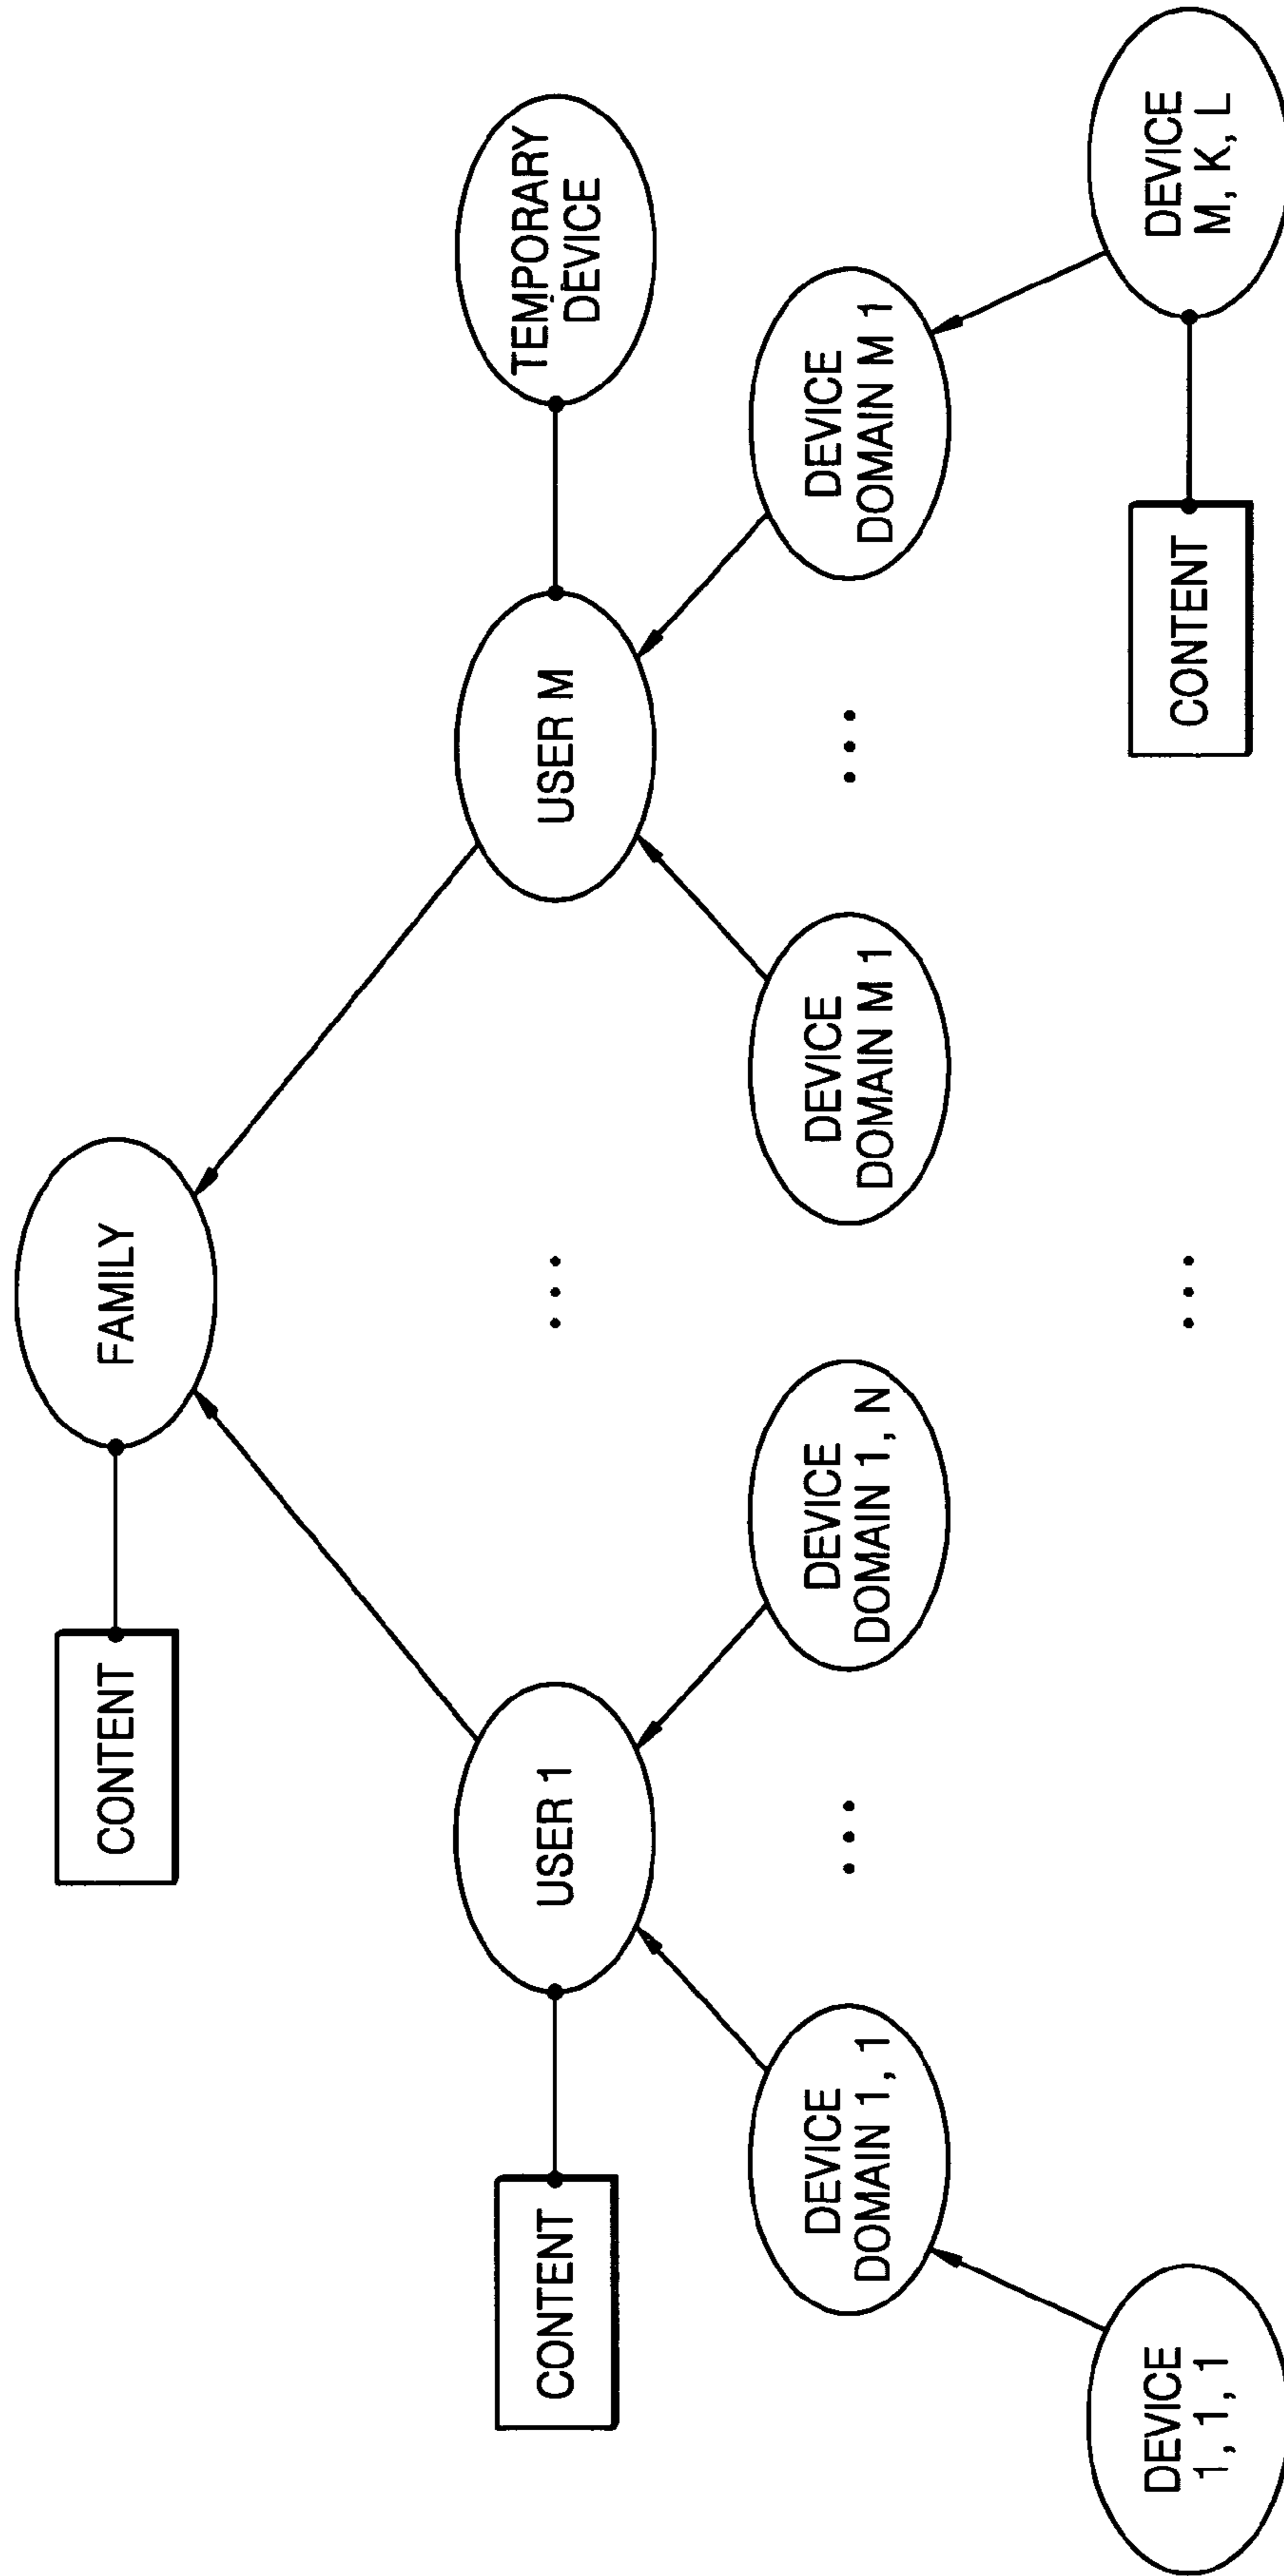 CONTENT
FAMILY
CONTENT
USER 1
USER M
TEMPORARY
DEVICE
DEVICE
DOMAIN 1, 1
DEVICE
DOMAIN 1, N
DEVICE
DOMAIN M 1
DEVICE
DOMAIN M 1
DEVICE
1, 1, 1
CONTENT
DEVICE
M, K, L